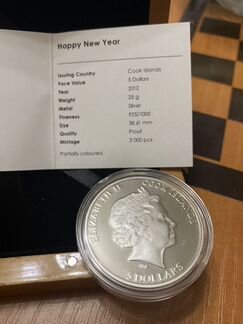 Happy New Year
Issuing Country Cook Islands
Face Value 5 Dollars
Year 2012
Weight 25 g
Metal Silver
Fineness 925/1000
Size 38.61 mm
Quality Proof
Mintage 3'000 pcs
Partially coloured.
ELIZABETH II COOK ISLANDS
5 DOLLARS